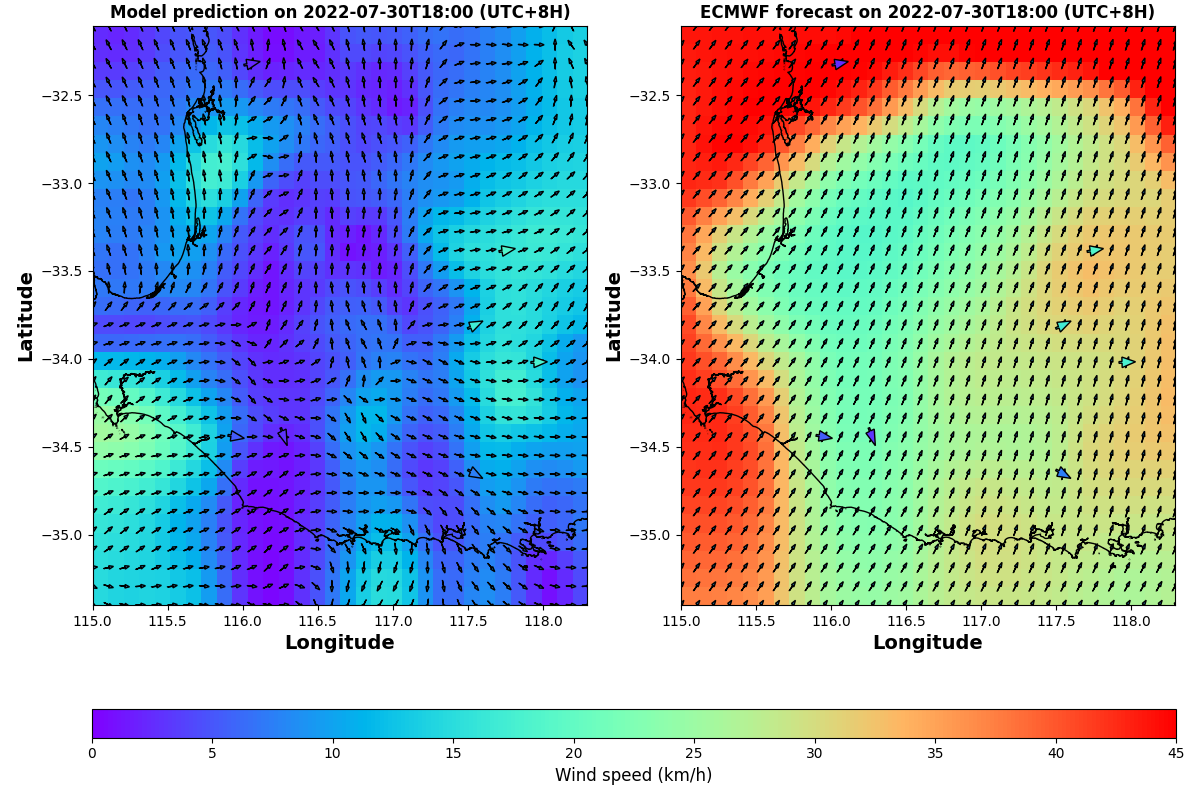 Model prediction on 2022-07-30T18:00 (UTC+8H)
ECMWF forecast on 2022-07-30T18:00 (UTC+8H)
Latitude
−32.5
−33.0
−33.5
−34.0
−34.5
−35.0
115.0 115.5 116.0 116.5 117.0 117.5 118.0
Longitude
Latitude
−32.5
−33.0
−33.5
−34.0
−34.5
−35.0
115.0 115.5 116.0 116.5 117.0 117.5 118.0
Longitude
0 5 10 15 20 25 30 35 40 45
Wind speed (km/h)